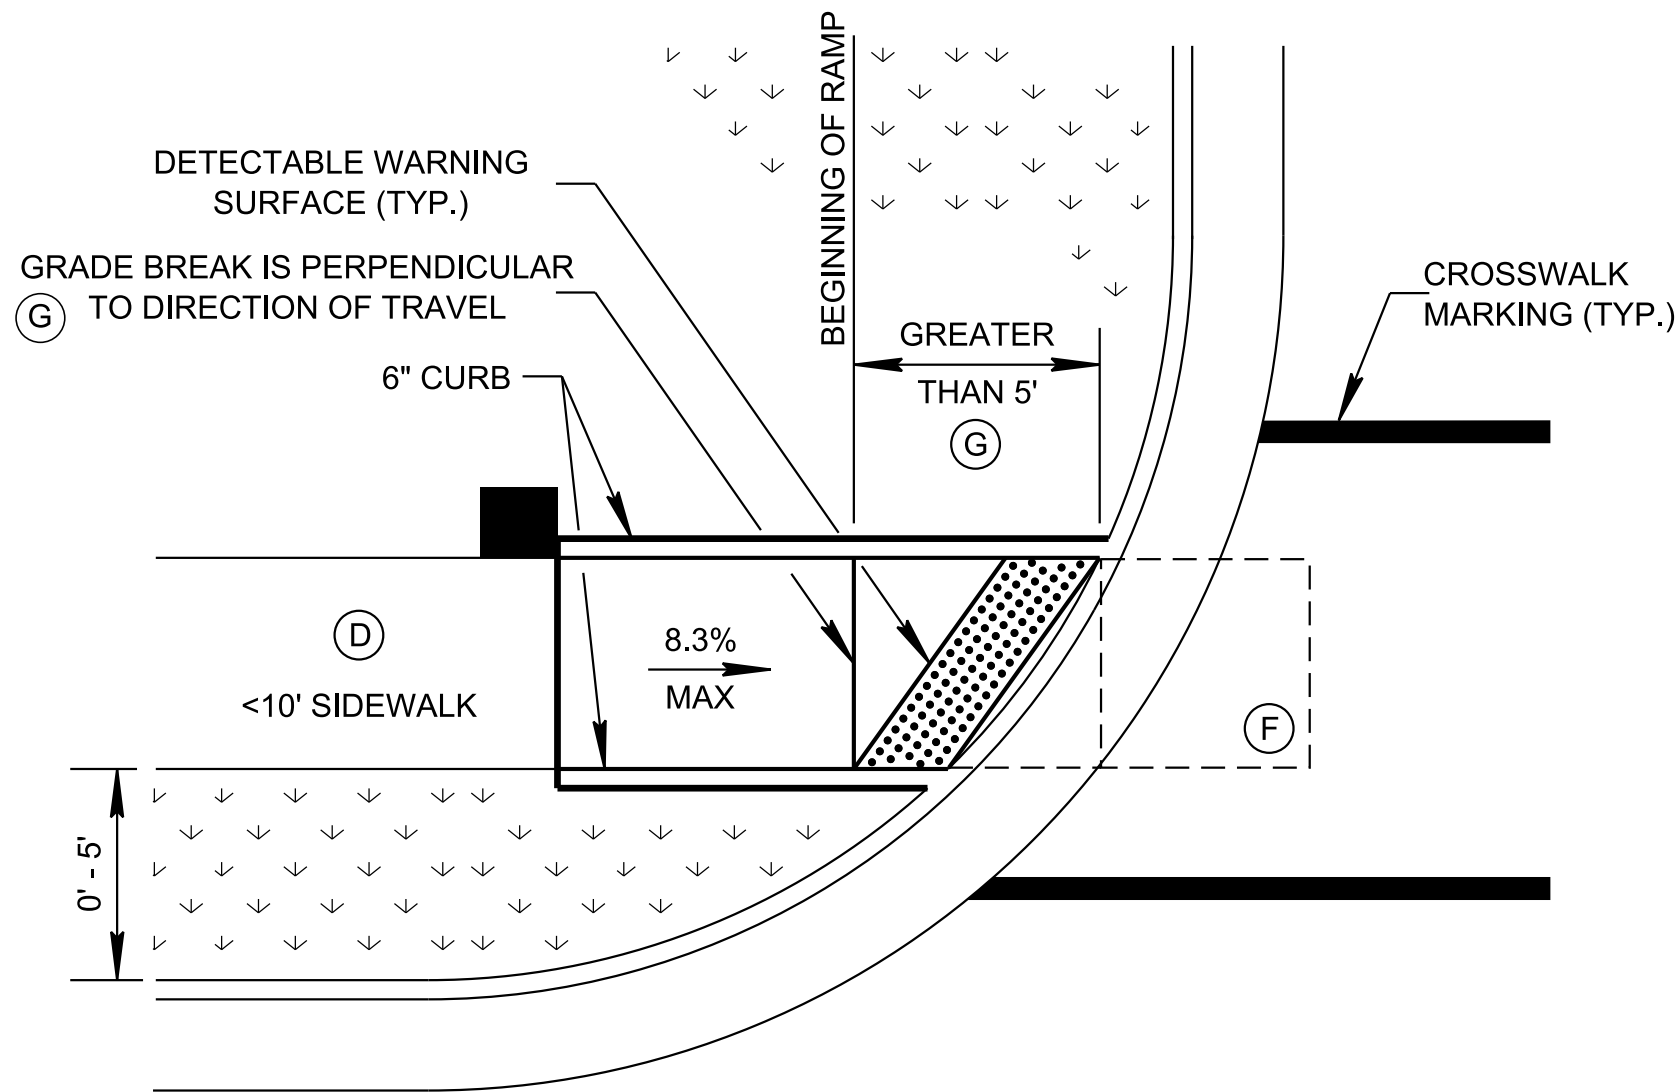 BEGINNING OF RAMP
DETECTABLE WARNING
SURFACE (TYP.)
GRADE BREAK IS PERPENDICULAR
TO DIRECTION OF TRAVEL
G
6" CURB
GREATER
THAN 5'
G
CROSSWALK
MARKING (TYP.)
D
<10' SIDEWALK
8.3%
MAX
F
0' - 5'